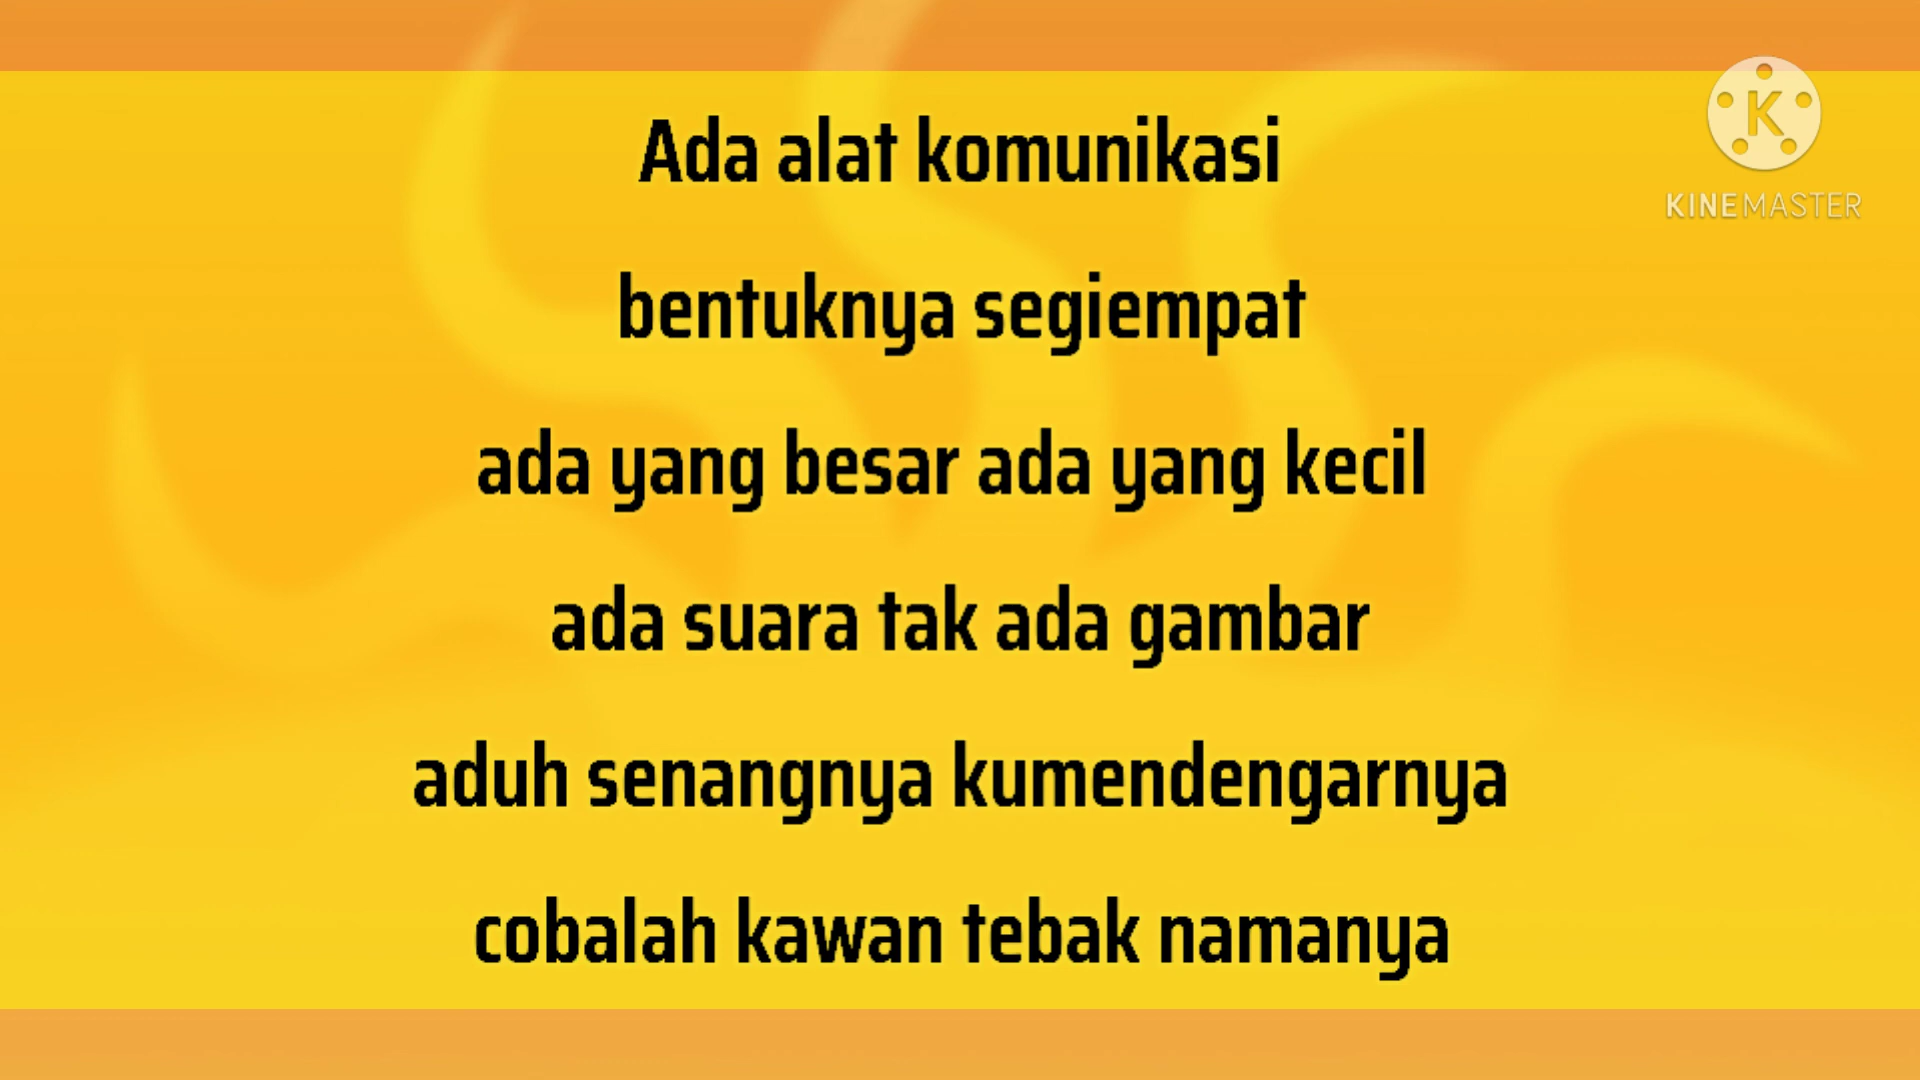 Ada alat komunikasi
K
KINEMASTER
bentuknya segiempat
ada yang besar ada yang kecil
ada suara tak ada gambar
aduh senangnya kumendengarnya
cobalah kawan tebak namanya